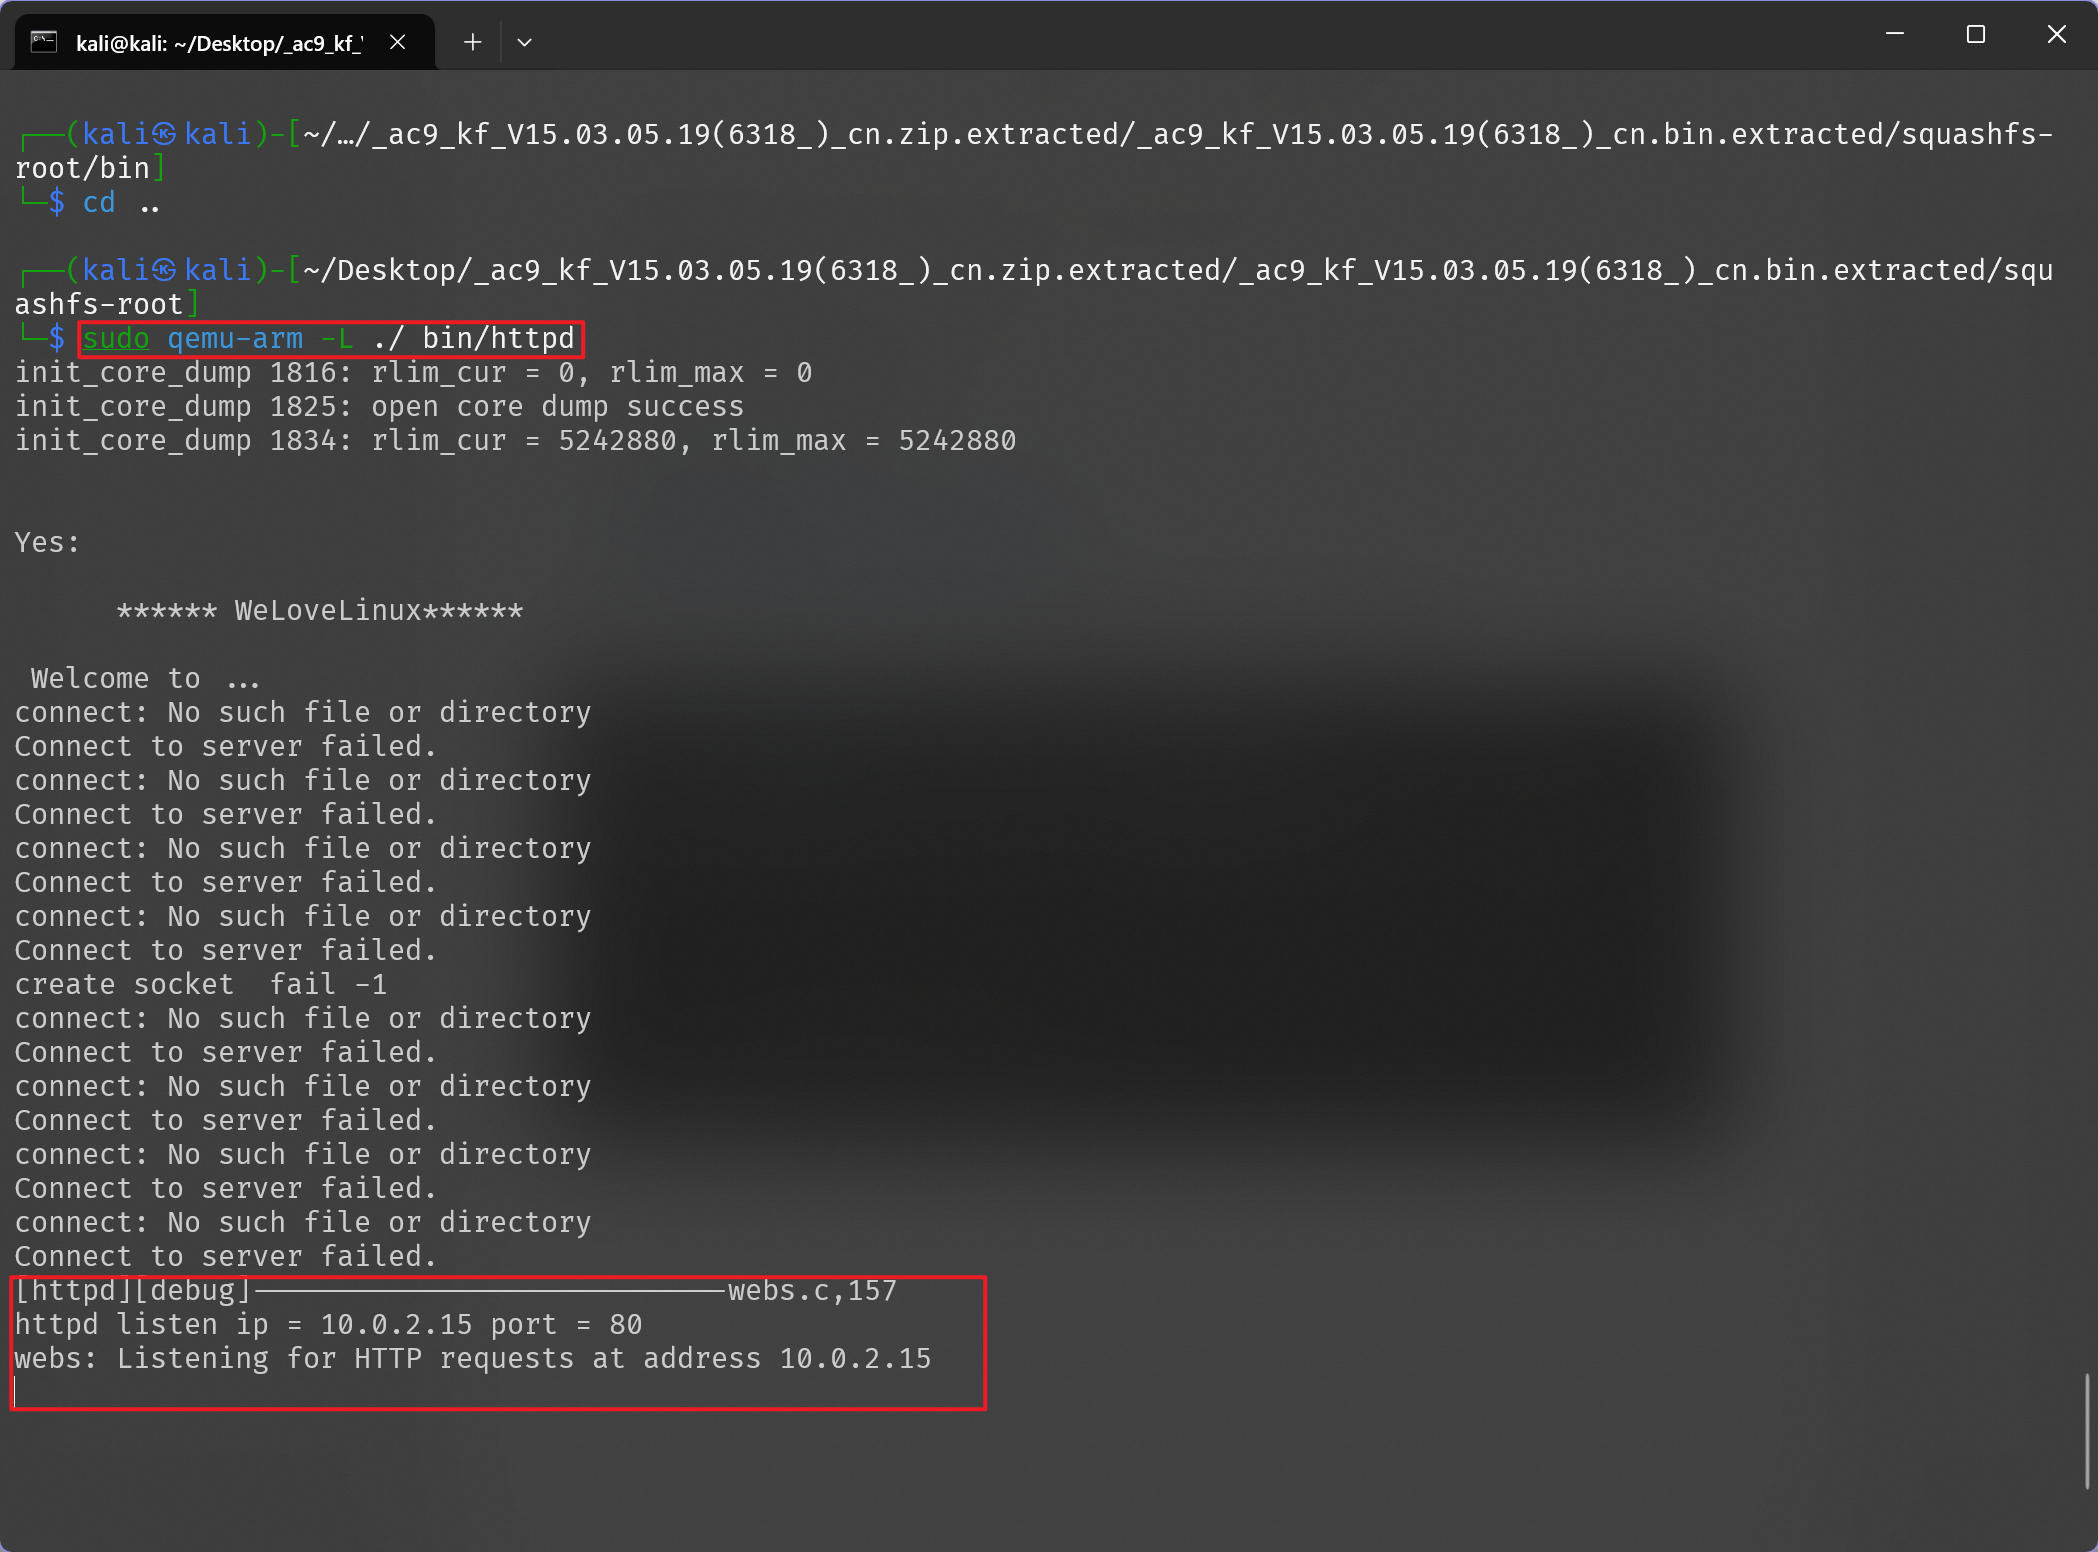 kali@kali: ~/Desktop/_ac9_kf_
┌──(kali㉿kali)-[~/…/_ac9_kf_V15.03.05.19(6318_)_cn.zip.extracted/_ac9_kf_V15.03.05.19(6318_)_cn.bin.extracted/squashfs-
root/bin]
└─$ cd ..
┌──(kali㉿kali)-[~/Desktop/_ac9_kf_V15.03.05.19(6318_)_cn.zip.extracted/_ac9_kf_V15.03.05.19(6318_)_cn.bin.extracted/squ
ashfs-root]
└─$ sudo qemu-arm -L ./ bin/httpd
init_core_dump 1816: rlim_cur = 0, rlim_max = 0
init_core_dump 1825: open core dump success
init_core_dump 1834: rlim_cur = 5242880, rlim_max = 5242880
Yes:
****** WeLoveLinux******
Welcome to ...
connect: No such file or directory
Connect to server failed.
connect: No such file or directory
Connect to server failed.
connect: No such file or directory
Connect to server failed.
connect: No such file or directory
Connect to server failed.
create socket  fail -1
connect: No such file or directory
Connect to server failed.
connect: No such file or directory
Connect to server failed.
connect: No such file or directory
Connect to server failed.
connect: No such file or directory
Connect to server failed.
[httpd][debug]----------------------------webs.c,157
httpd listen ip = 10.0.2.15 port = 80
webs: Listening for HTTP requests at address 10.0.2.15